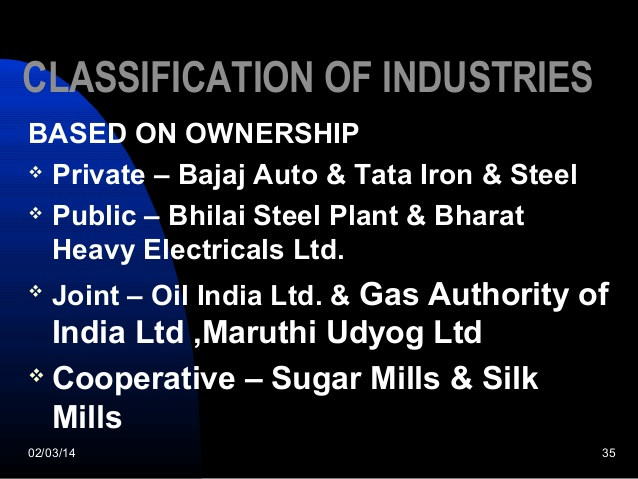 CLASSIFICATION OF INDUSTRIES
BASED ON OWNERSHIP
❖ Private – Bajaj Auto & Tata Iron & Steel
❖ Public – Bhilai Steel Plant & Bharat
Heavy Electricals Ltd.
❖ Joint – Oil India Ltd. & Gas Authority of
India Ltd ,Maruthi Udyog Ltd
❖ Cooperative – Sugar Mills & Silk
Mills
02/03/14 35